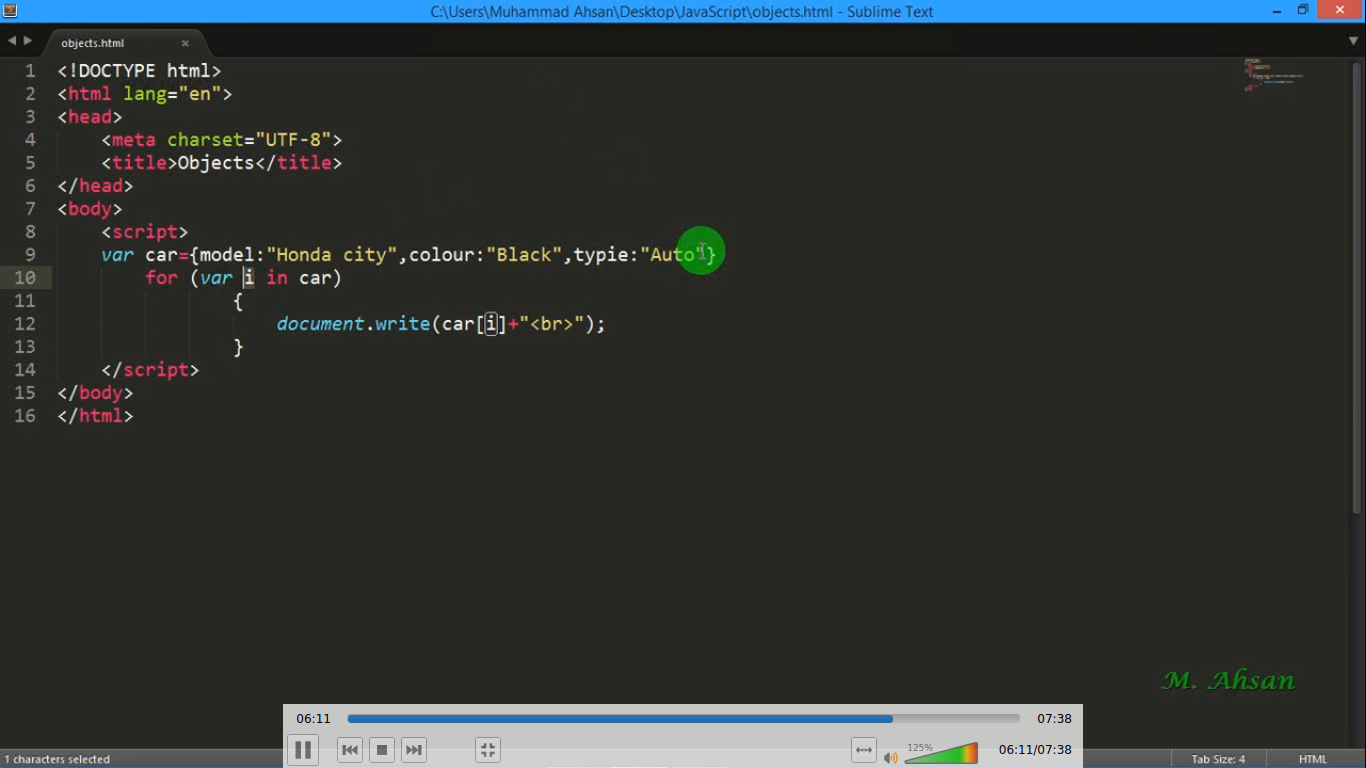 C:\Users\Muhammad Ahsan\Desktop\JavaScript\objects.html - Sublime Text
objects.html
1 <!DOCTYPE html>
2 <html lang="en">
3 <head>
4 <meta charset="UTF-8">
5 <title>Objects</title>
6 </head>
7 <body>
8 <script>
9 var car={model:"Honda city",colour:"Black",typie:"Auto"}
10 for (var i in car)
11 {
12 document.write(car[i]+"<br>");
13 }
14 </script>
15 </body>
16 </html>
M. Ahsan
06:11 07:38
125% 06:11/07:38
1 characters selected Tab Size: 4 HTML